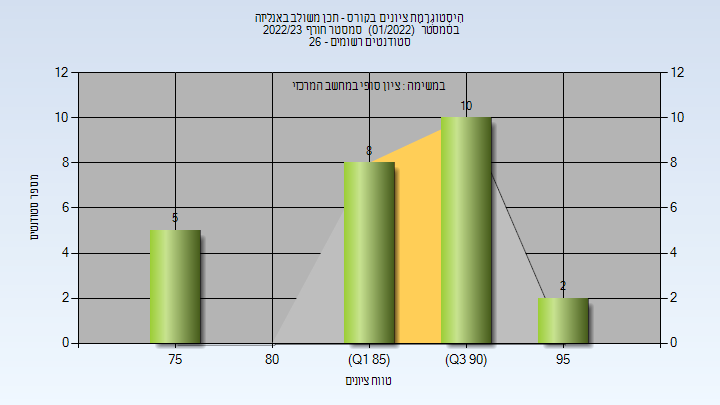 היסטוגרמת ציונים בקורס - תכן משולב באנליזה
בסמסטר (01/2022) סמסטר חורף 2022/23
סטודנטים רשומים - 26
במשימה : ציון סופי במחשב המרכזי
12 12
10 10
8 8
6 6
4 4
2 2
0 0
5 8 10 2
75 80 (Q1 85) (Q3 90) 95
מספר סטודנטים
טווח ציונים